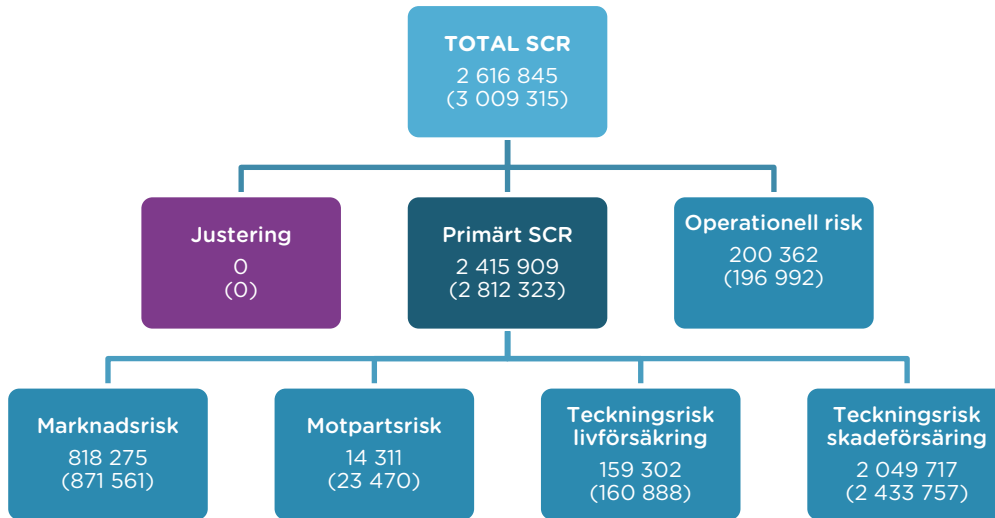 TOTAL SCR
2 616 845
(3 009 315)
Justering
0
(0)
Primärt SCR
2 415 909
(2 812 323)
Operationell risk
200 362
(196 992)
Marknadsrisk
818 275
(871 561)
Motpartsrisk
14 311
(23 470)
Teckningsrisk
livförsäkring
159 302
(160 888)
Teckningsrisk
skadeförsäring
2 049 717
(2 433 757)